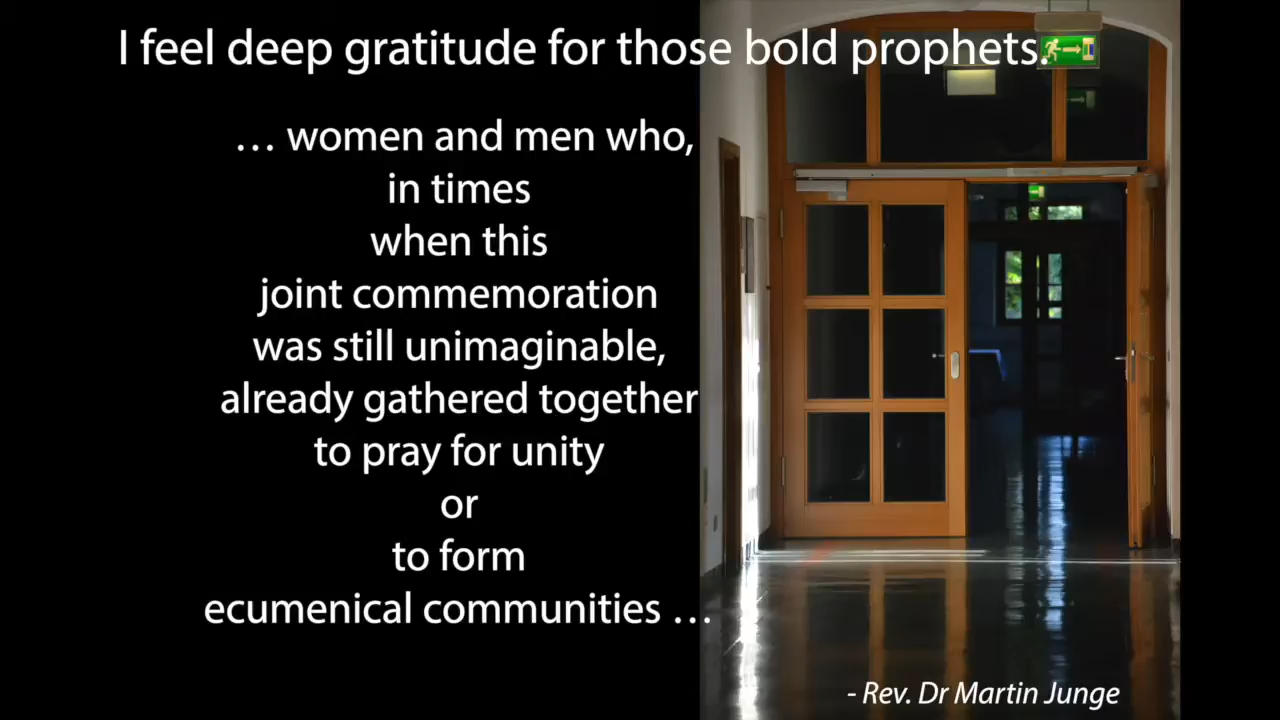 I feel deep gratitude for those bold prophets.
… women and men who,
in times
when this
joint commemoration
was still unimaginable,
already gathered together
to pray for unity
or
to form
ecumenical communities …
- Rev. Dr Martin Junge